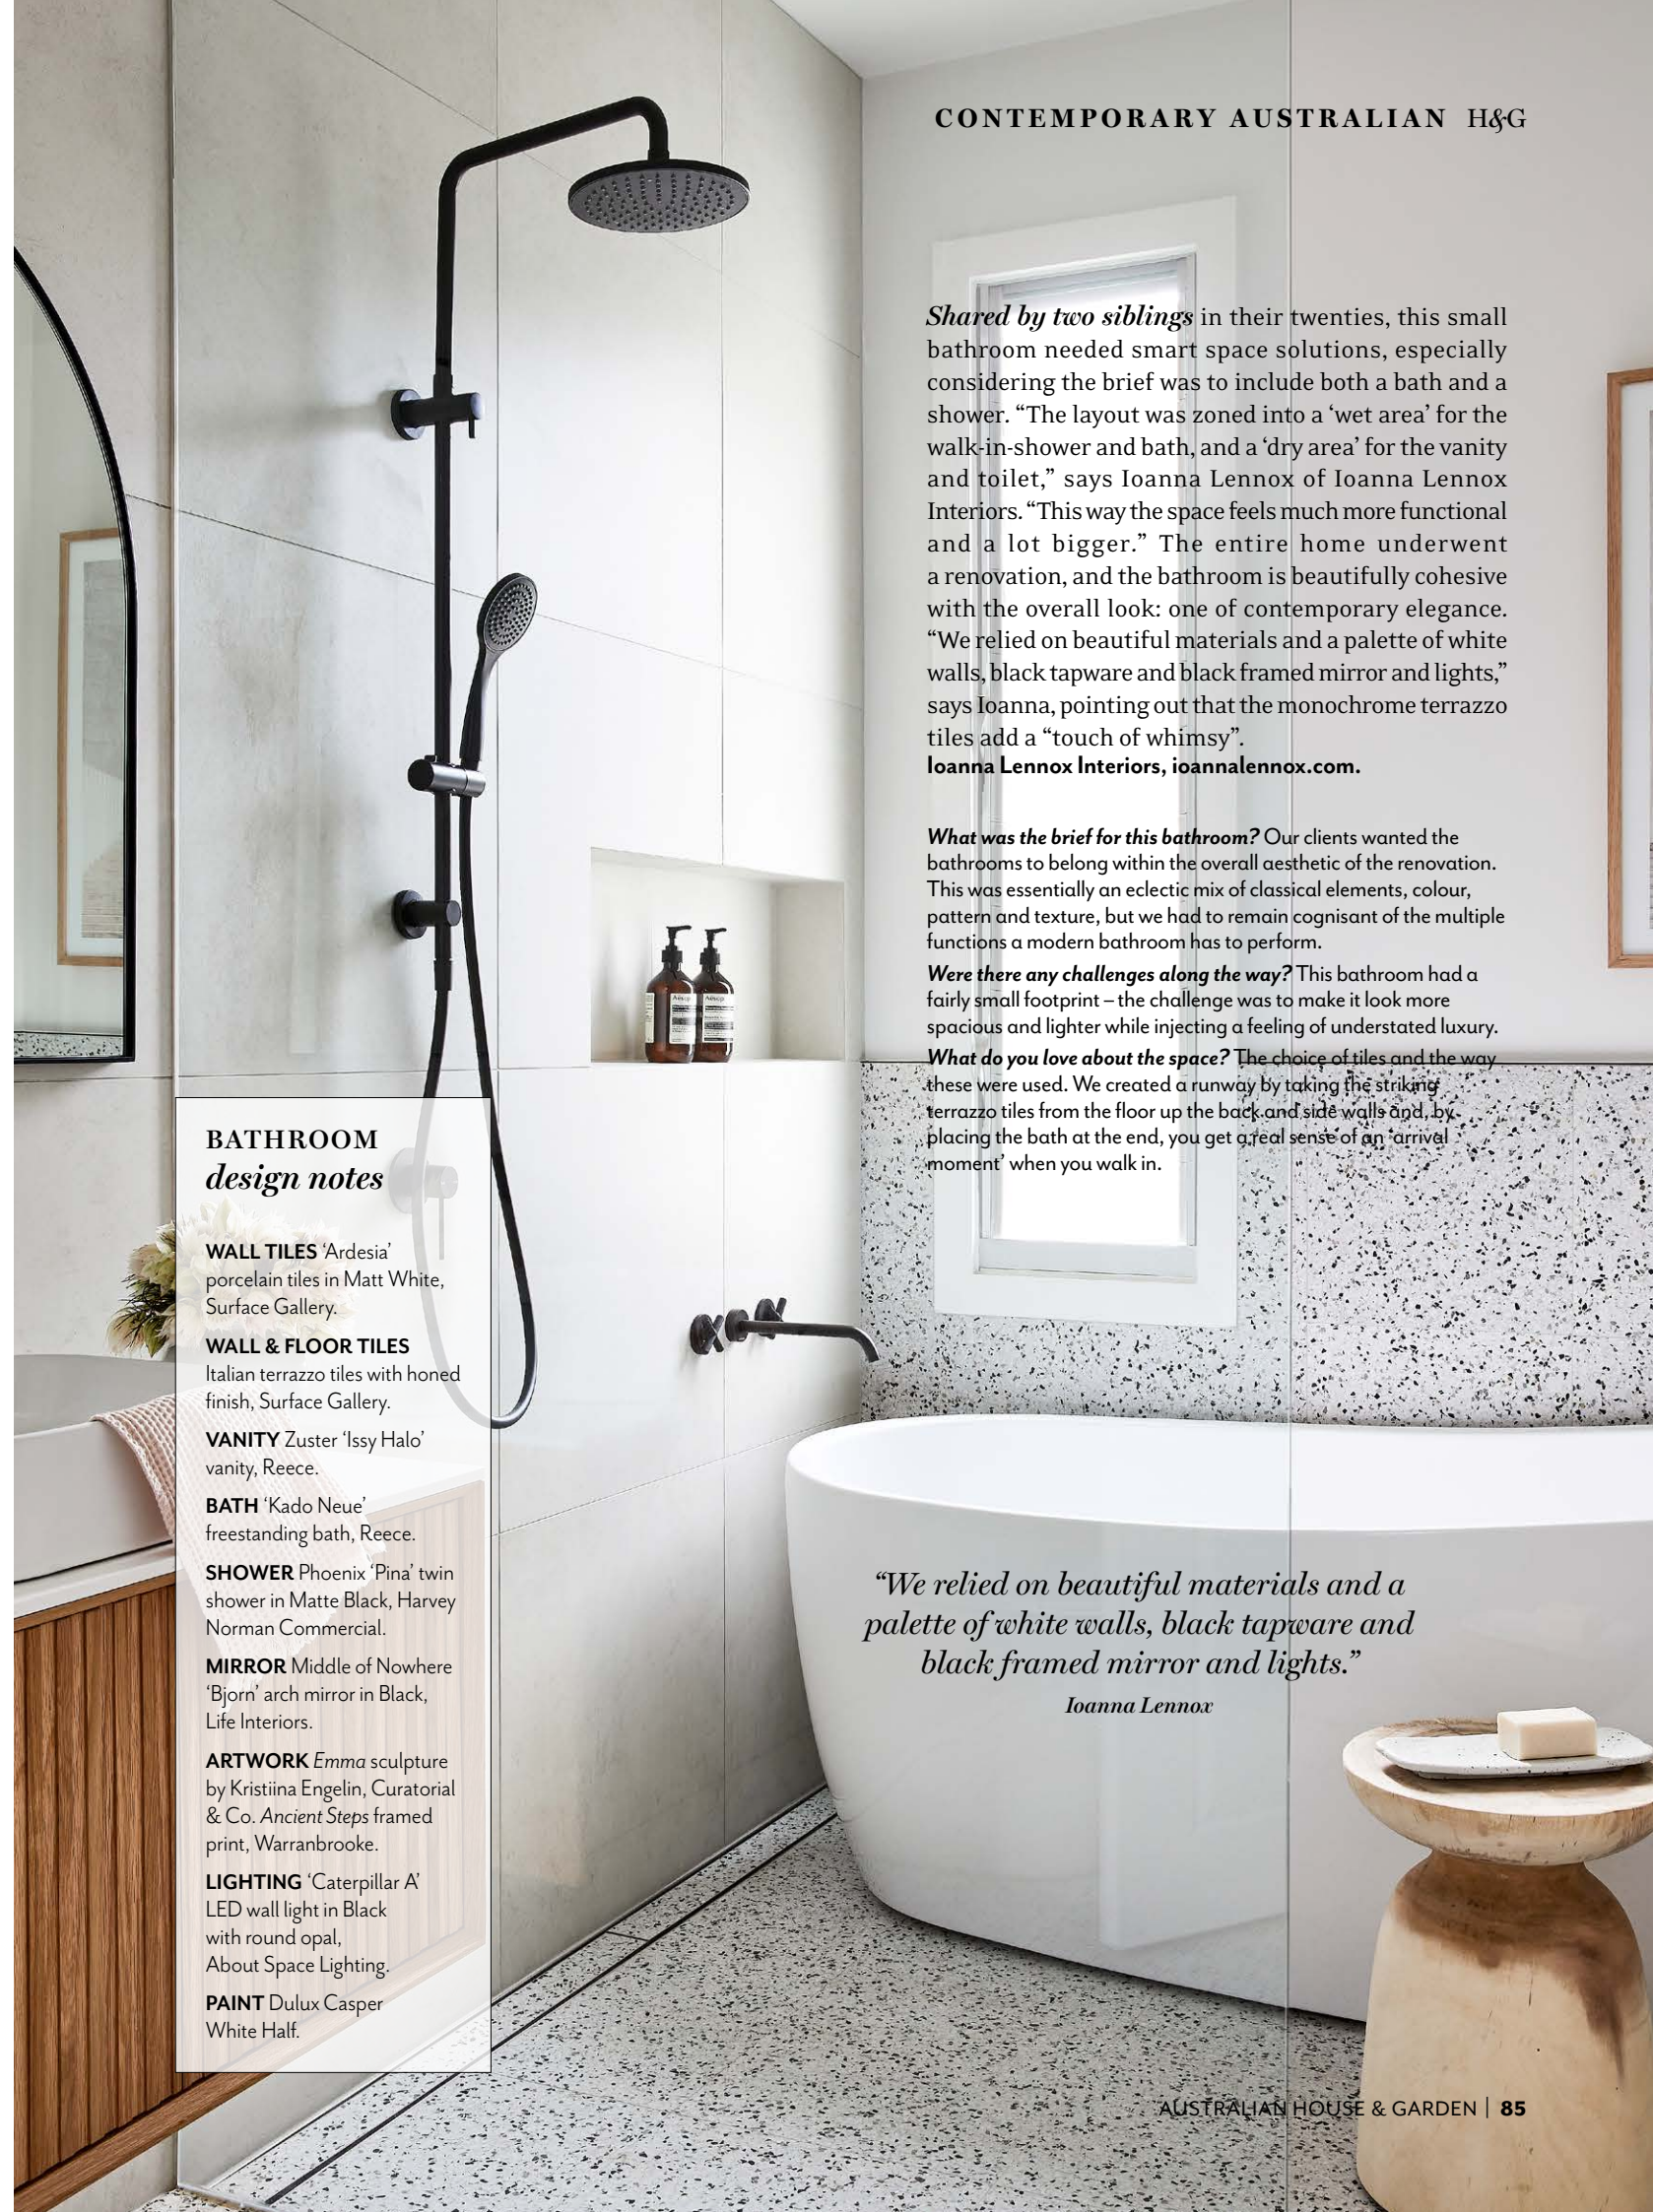 CONTEMPORARY AUSTRALIAN H&G
Shared by two siblings in their twenties, this small
bathroom needed smart space solutions, especially
considering the brief was to include both a bath and a
shower. “The layout was zoned into a ‘wet area’ for the
walk-in-shower and bath, and a ‘dry area’ for the vanity
and toilet,” says Ioanna Lennox of Ioanna Lennox
Interiors. “This way the space feels much more functional
and a lot bigger.” The entire home underwent
a renovation, and the bathroom is beautifully cohesive
with the overall look: one of contemporary elegance.
“We relied on beautiful materials and a palette of white
walls, black tapware and black framed mirror and lights,”
says Ioanna, pointing out that the monochrome terrazzo
tiles add a “touch of whimsy”.
Ioanna Lennox Interiors, ioannalennox.com.
What was the brief for this bathroom? Our clients wanted the
bathrooms to belong within the overall aesthetic of the renovation.
This was essentially an eclectic mix of classical elements, colour,
pattern and texture, but we had to remain cognisant of the multiple
functions a modern bathroom has to perform.
Were there any challenges along the way? This bathroom had a
fairly small footprint – the challenge was to make it look more
spacious and lighter while injecting a feeling of understated luxury.
What do you love about the space? The choice of tiles and the way
these were used. We created a runway by taking the striking
terrazzo tiles from the floor up the back and side walls and, by
placing the bath at the end, you get a real sense of an ‘arrival
moment’ when you walk in.
Aesop
Aesop
BATHROOM
design notes
WALL TILES ‘Ardesia’
porcelain tiles in Matt White,
Surface Gallery.
WALL & FLOOR TILES
Italian terrazzo tiles with honed
finish, Surface Gallery.
VANITY Zuster ‘Issy Halo’
vanity, Reece.
BATH ‘Kado Neue’
freestanding bath, Reece.
SHOWER Phoenix ‘Pina’ twin
shower in Matte Black, Harvey
Norman Commercial.
MIRROR Middle of Nowhere
‘Bjorn’ arch mirror in Black,
Life Interiors.
ARTWORK Emma sculpture
by Kristiina Engelin, Curatorial
& Co. Ancient Steps framed
print, Warranbrooke.
LIGHTING ‘Caterpillar A’
LED wall light in Black
with round opal,
About Space Lighting.
PAINT Dulux Casper
White Half.
“We relied on beautiful materials and a
palette of white walls, black tapware and
black framed mirror and lights.”
Ioanna Lennox
AUSTRALIAN HOUSE & GARDEN | 85